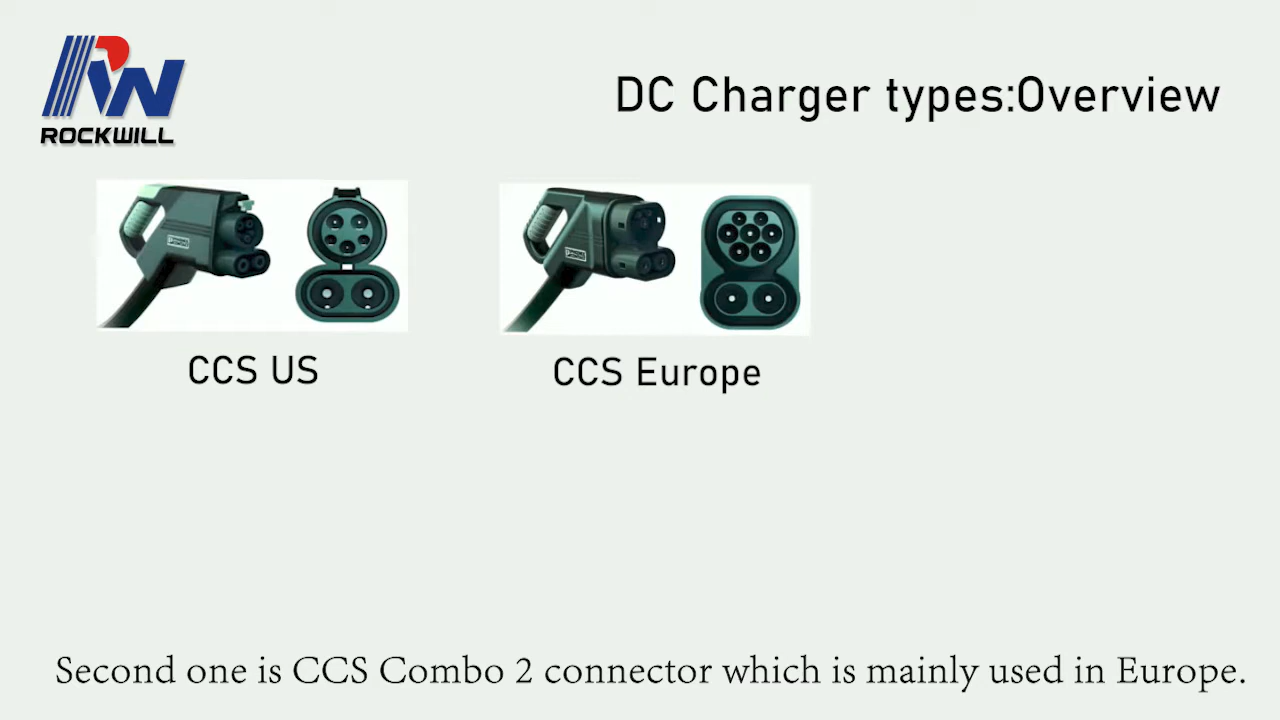 ROCKWILL
DC Charger types:Overview
CCS US
CCS Europe
Second one is CCS Combo 2 connector which is mainly used in Europe.